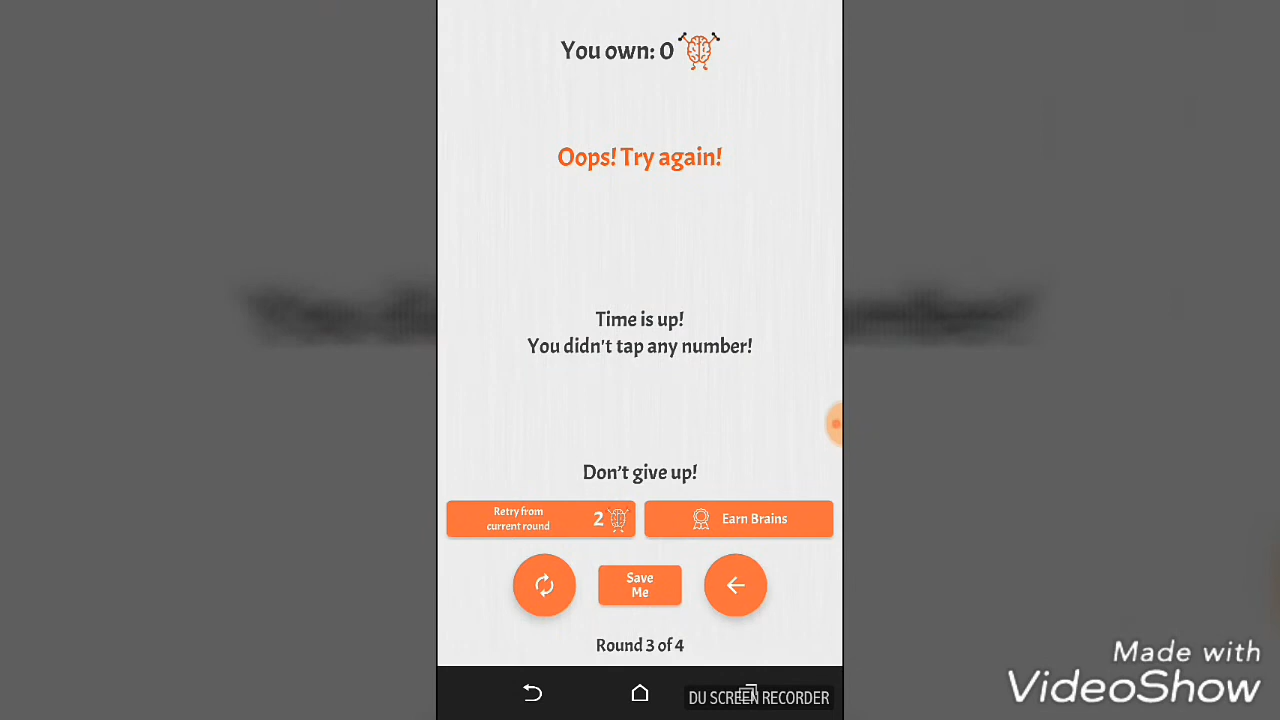 You own: 0
Oops! Try again!
Time is up!
You didn't tap any number!
Don't give up!
Retry from
current round
2
Earn Brains
Save
Me
Round 3 of 4
DU SCREEN RECORDER
Made with
VideoShow